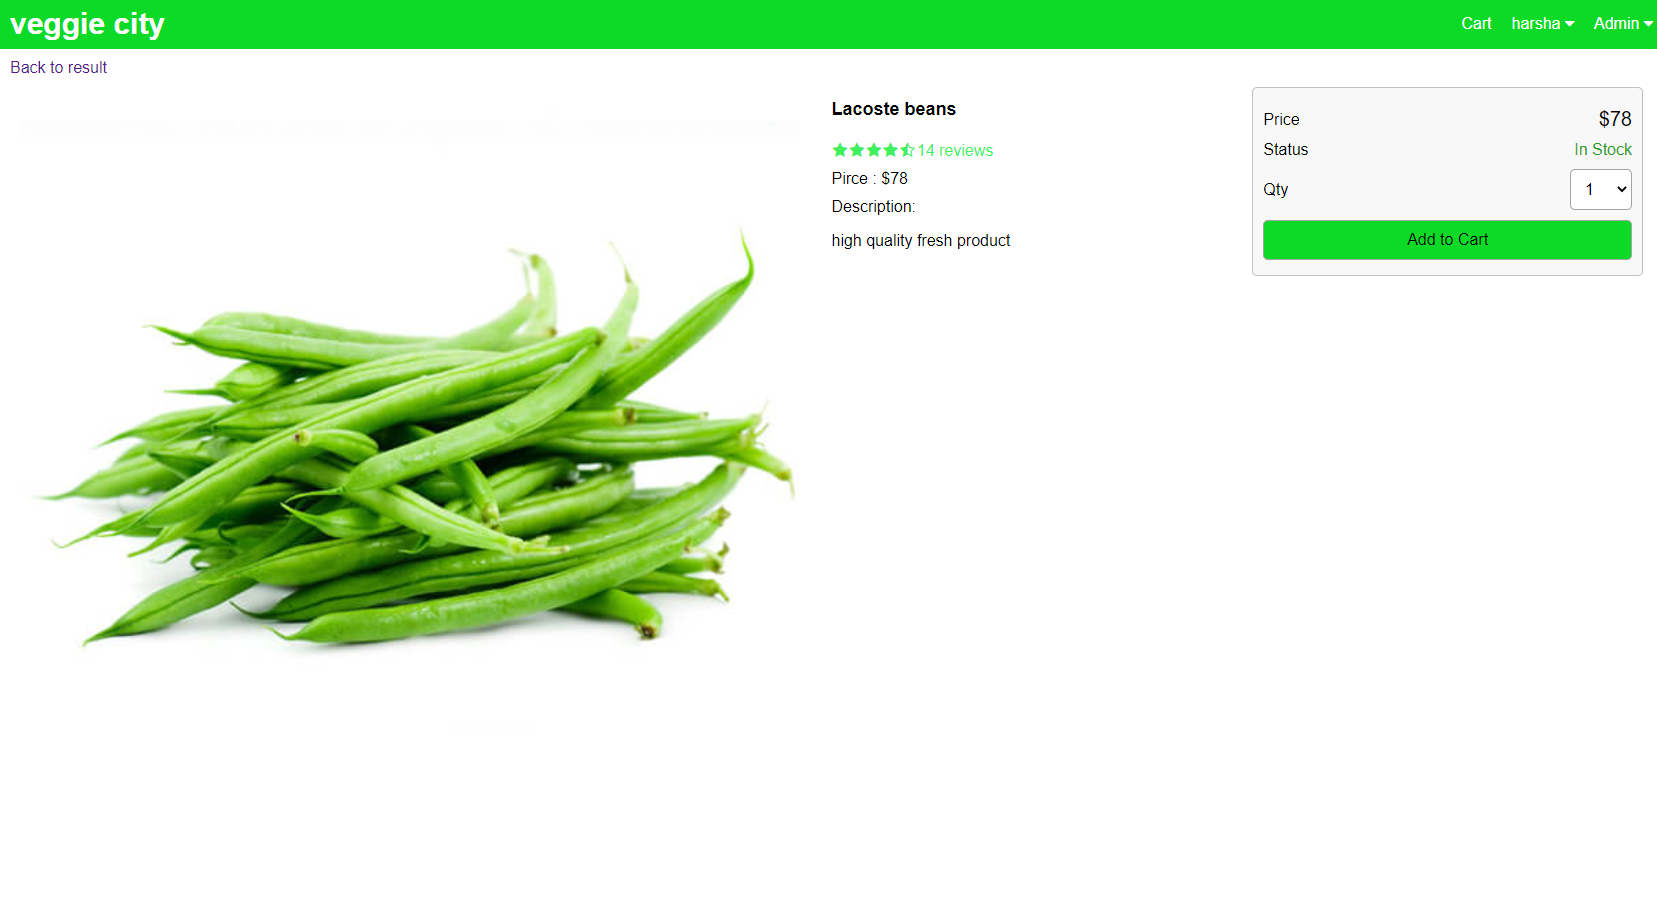 veggie city
Cart harsha Admin
Back to result
Lacoste beans
14 reviews
Pirce : $78
Description:
high quality fresh product
Price $78
Status In Stock
Qty 1
Add to Cart